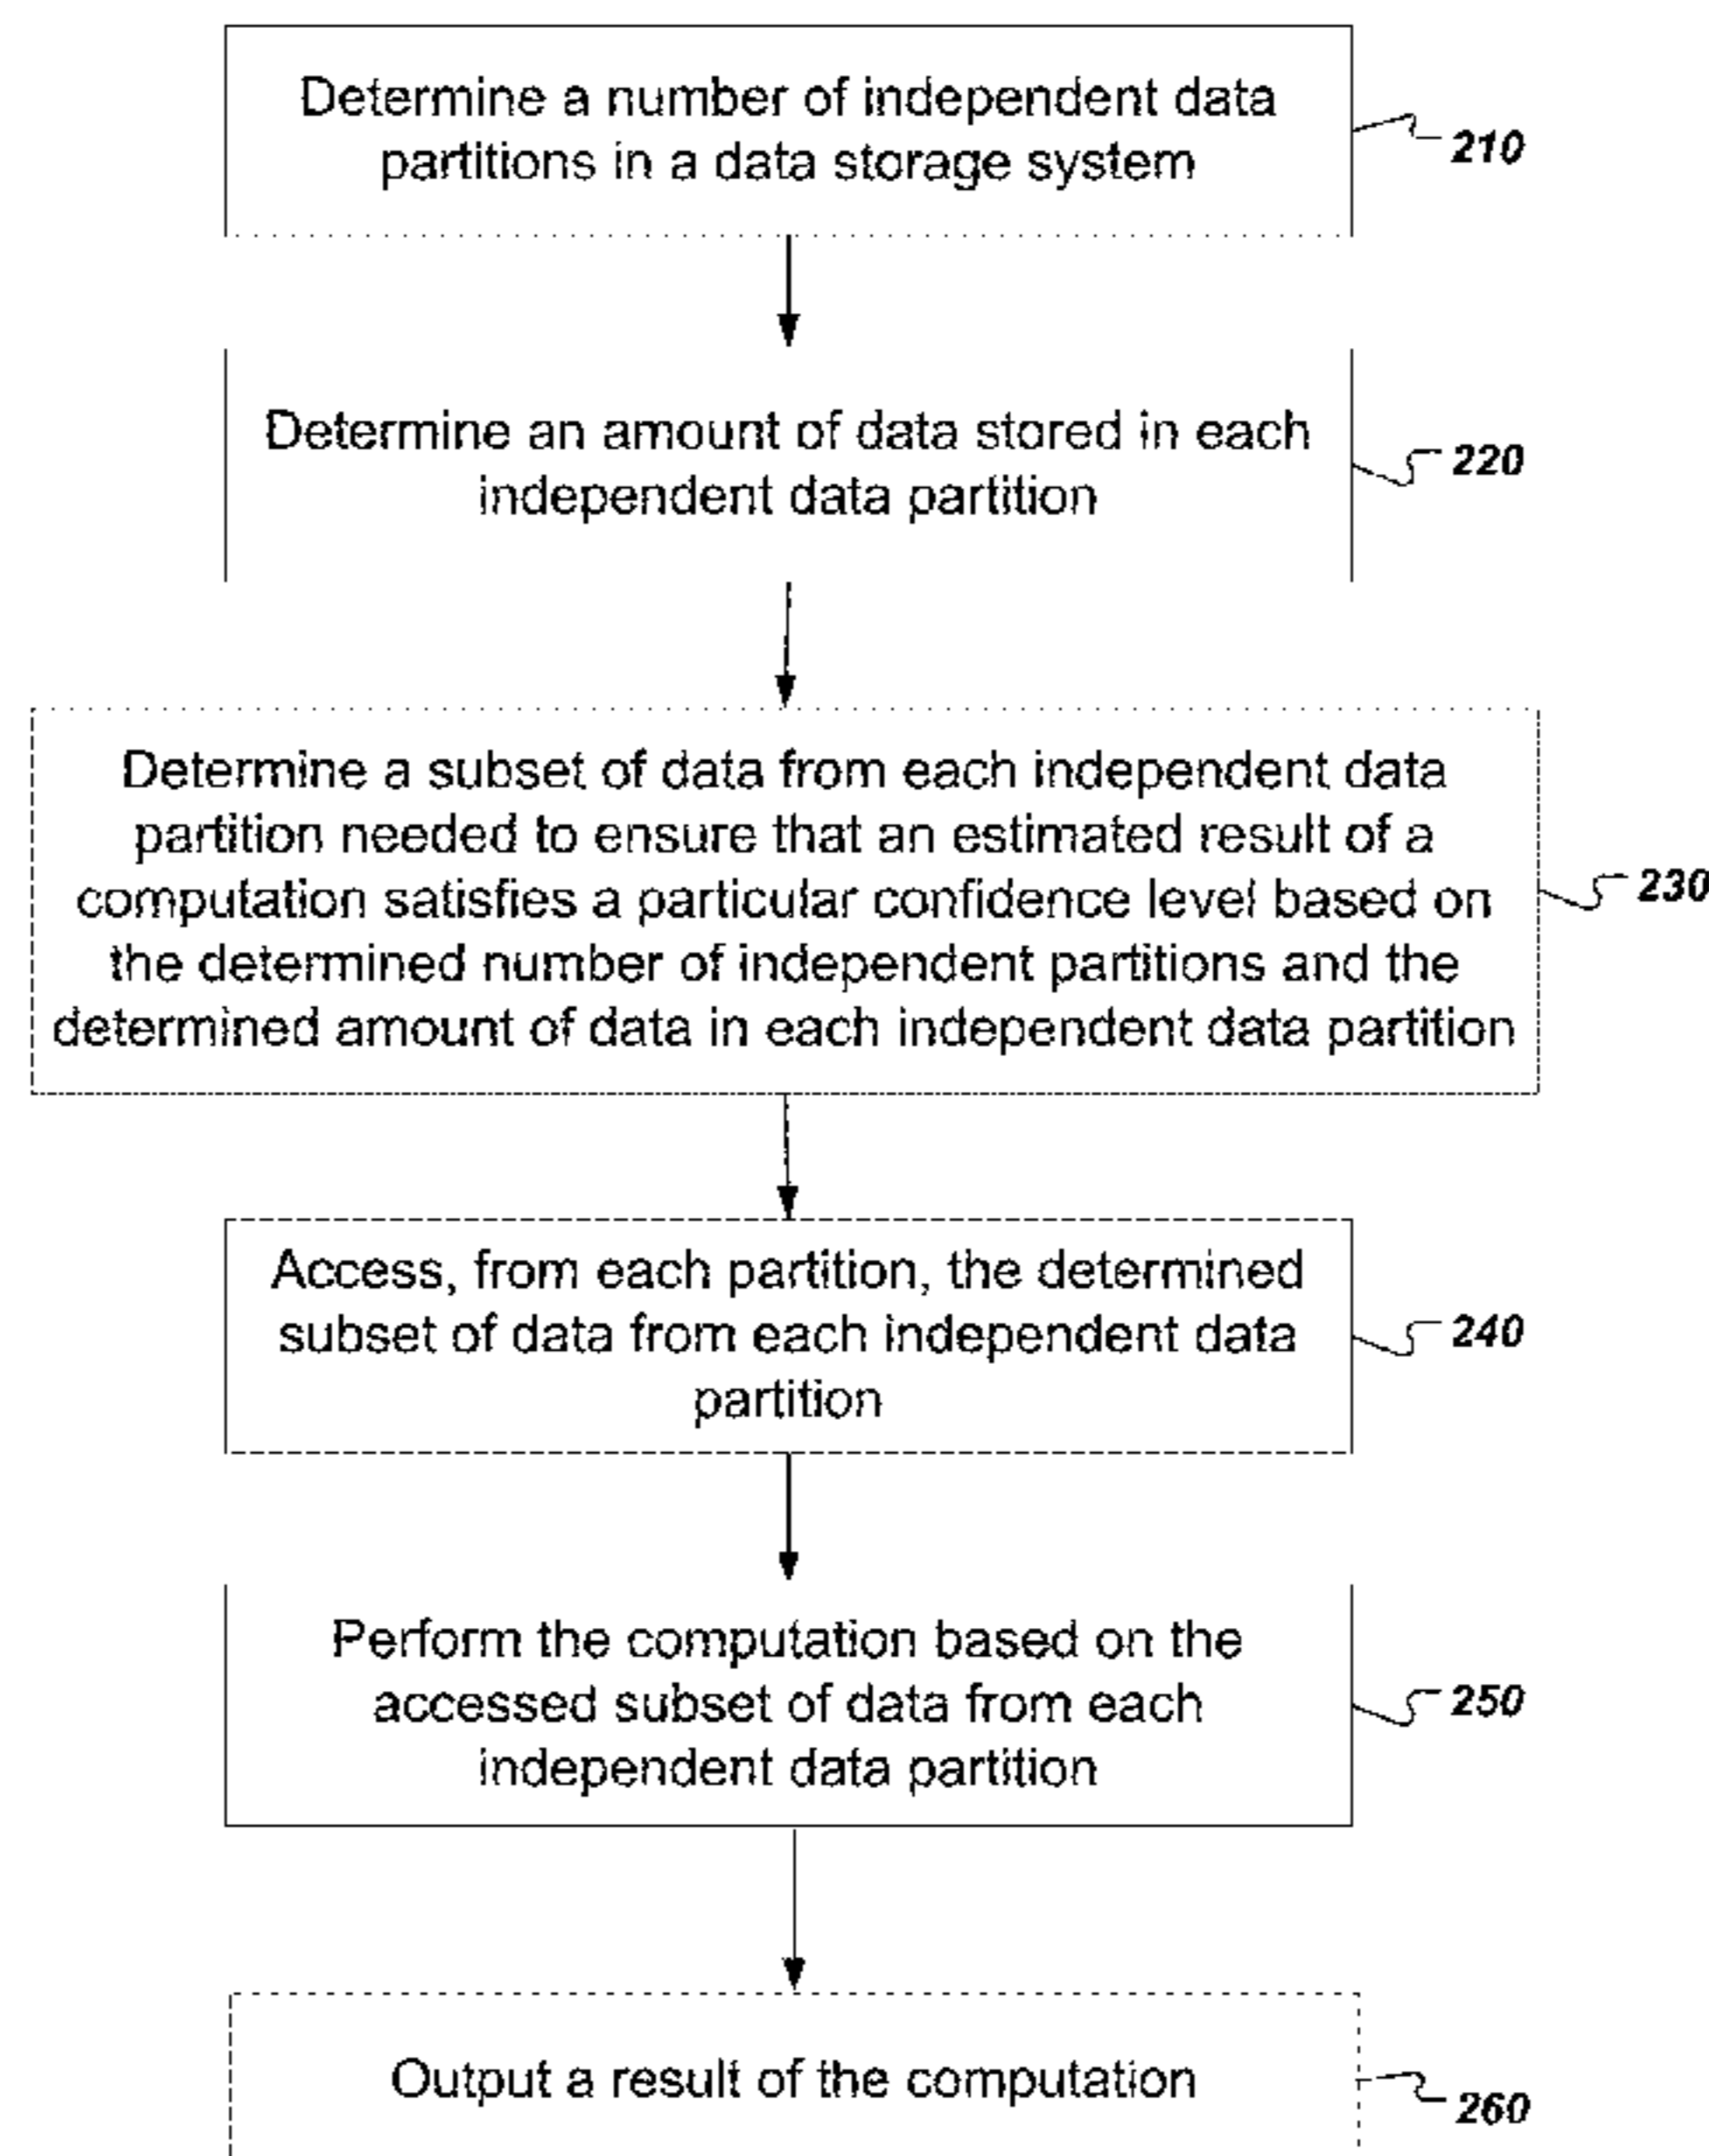 Determine a number of independent data
partitions in a data storage system
210
Determine an amount of data stored in each
independent data partition
220
Determine a subset of data from each independent data
partition needed to ensure that an estimated result of a
computation satisfies a particular confidence level based on
the determined number of independent partitions and the
determined amount of data in each independent data partition
230
Access, from each partition, the determined
subset of data from each independent data
partition
240
Perform the computation based on the
accessed subset of data from each
independent data partition
250
Output a result of the computation
260